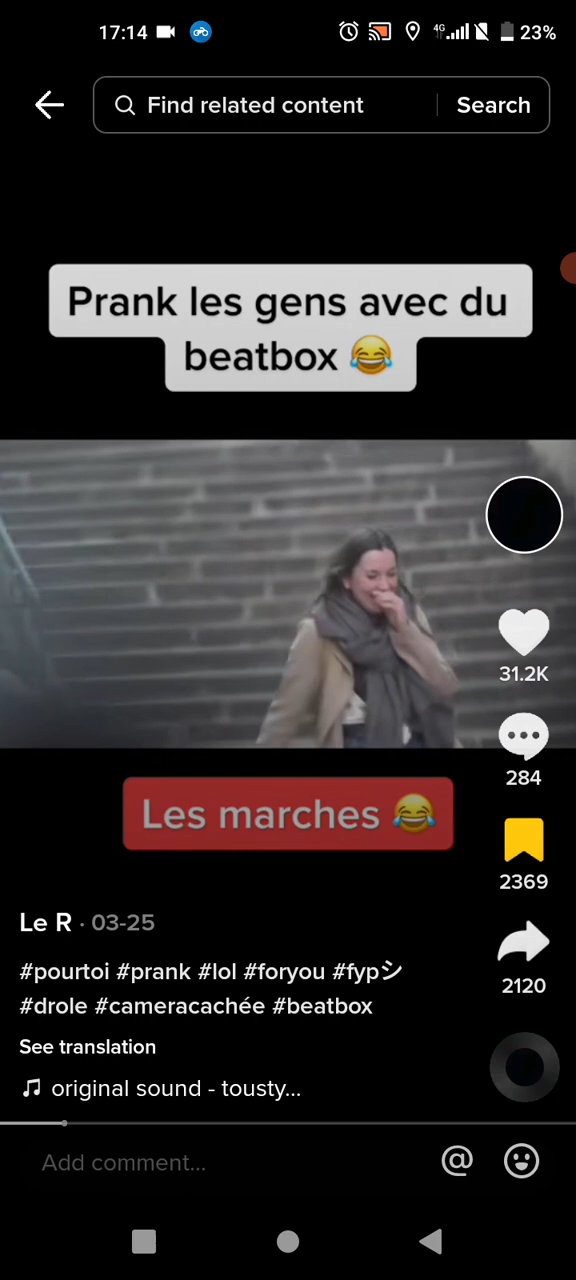 17:14
4G
23%
Find related content
Search
Prank les gens avec du
beatbox 😂
Les marches 😂
31.2K
284
2369
2120
Le R · 03-25
#pourtoi #prank #lol #foryou #fypシ
#drole #cameracachée #beatbox
See translation
original sound - tousty...
Add comment...